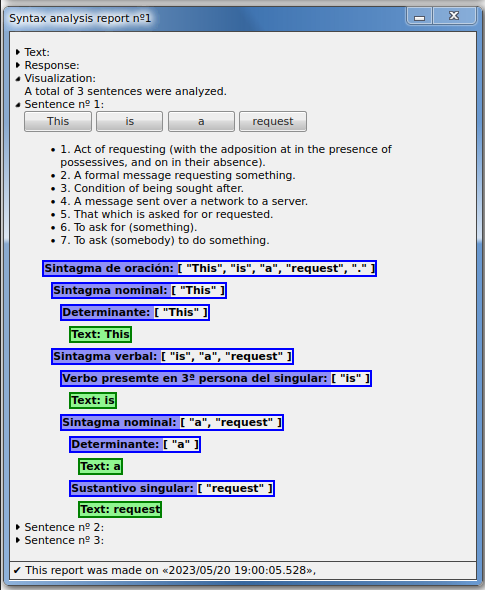 Syntax analysis report nº1
Text:
Response:
Visualization:
A total of 3 sentences were analyzed.
Sentence nº 1:
This is a request
• 1. Act of requesting (with the adposition at in the presence of
possessives, and on in their absence).
• 2. A formal message requesting something.
• 3. Condition of being sought after.
• 4. A message sent over a network to a server.
• 5. That which is asked for or requested.
• 6. To ask for (something).
• 7. To ask (somebody) to do something.
Sintagma de oración: [ "This", "is", "a", "request", "." ]
Sintagma nominal: [ "This" ]
Determinante: [ "This" ]
Text: This
Sintagma verbal: [ "is", "a", "request" ]
Verbo presemte en 3ª persona del singular: [ "is" ]
Text: is
Sintagma nominal: [ "a", "request" ]
Determinante: [ "a" ]
Text: a
Sustantivo singular: [ "request" ]
Text: request
Sentence nº 2:
Sentence nº 3:
✔ This report was made on «2023/05/20 19:00:05.528»,